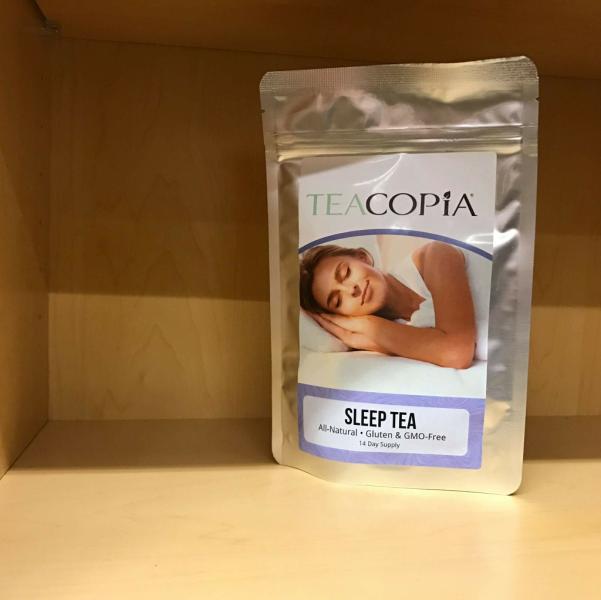 TEACOPiA®
SLEEP TEA
All-Natural • Gluten & GMO-Free
14 Day Supply